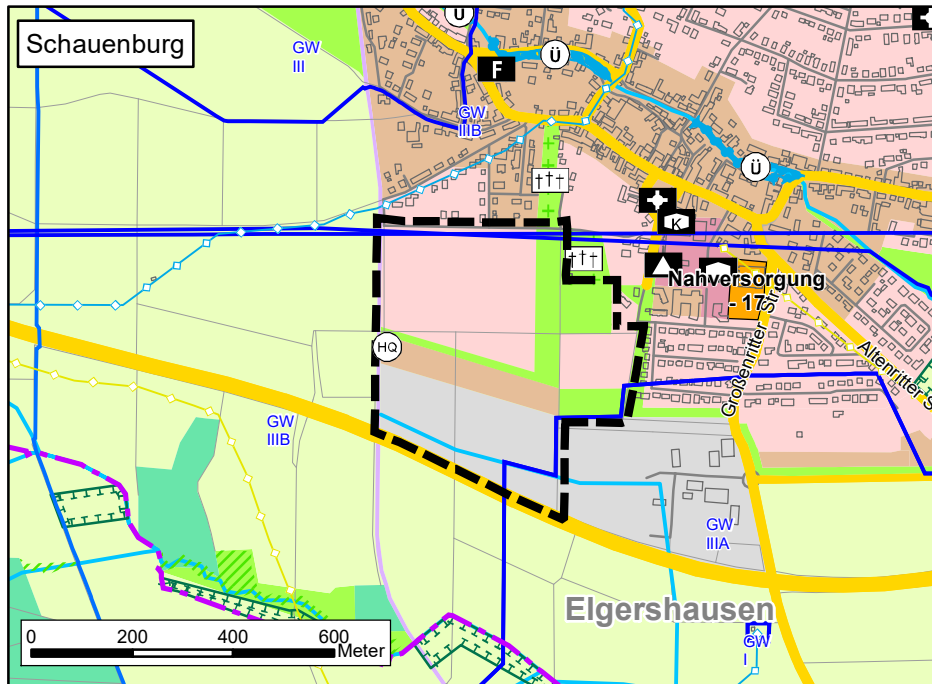 Schauenburg
Ü
Ü
F
GW
III
GW
IIIB
Ü
†††
K
†††
Nahversorgung
- 17
HQ
Großenritter Str.
Altenritter S
GW
IIIB
GW
IIIA
Elgershausen
GW
I
0 200 400 600
Meter